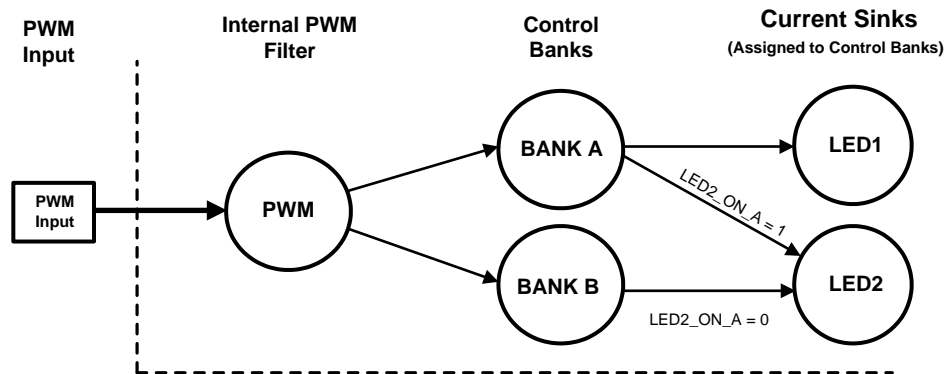 PWM
Input
Internal PWM
Filter
Control
Banks
Current Sinks
(Assigned to Control Banks)
PWM
Input
PWM
BANK A
BANK B
LED1
LED2
LED2_ON_A = 1
LED2_ON_A = 0